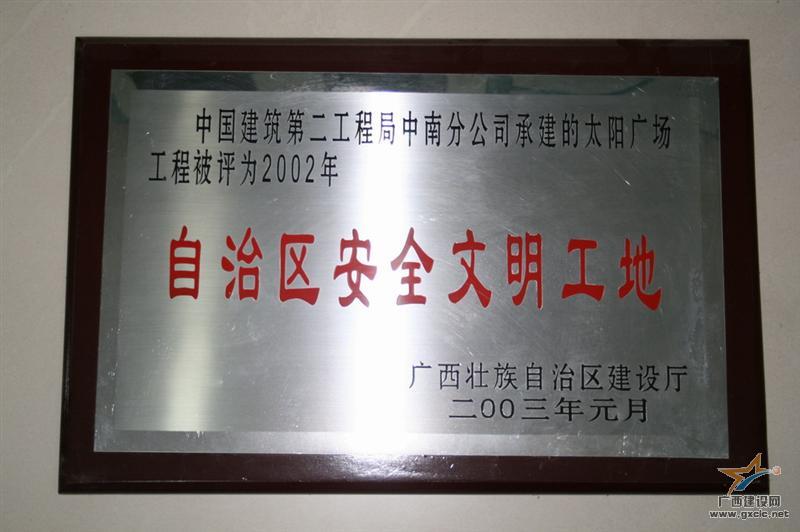 中国建筑第二工程局中南分公司承建的太阳广场
工程被评为2002年
自治区安全文明工地
广西壮族自治区建设厅
二OO三年元月
广西建设网
www.gxcic.net